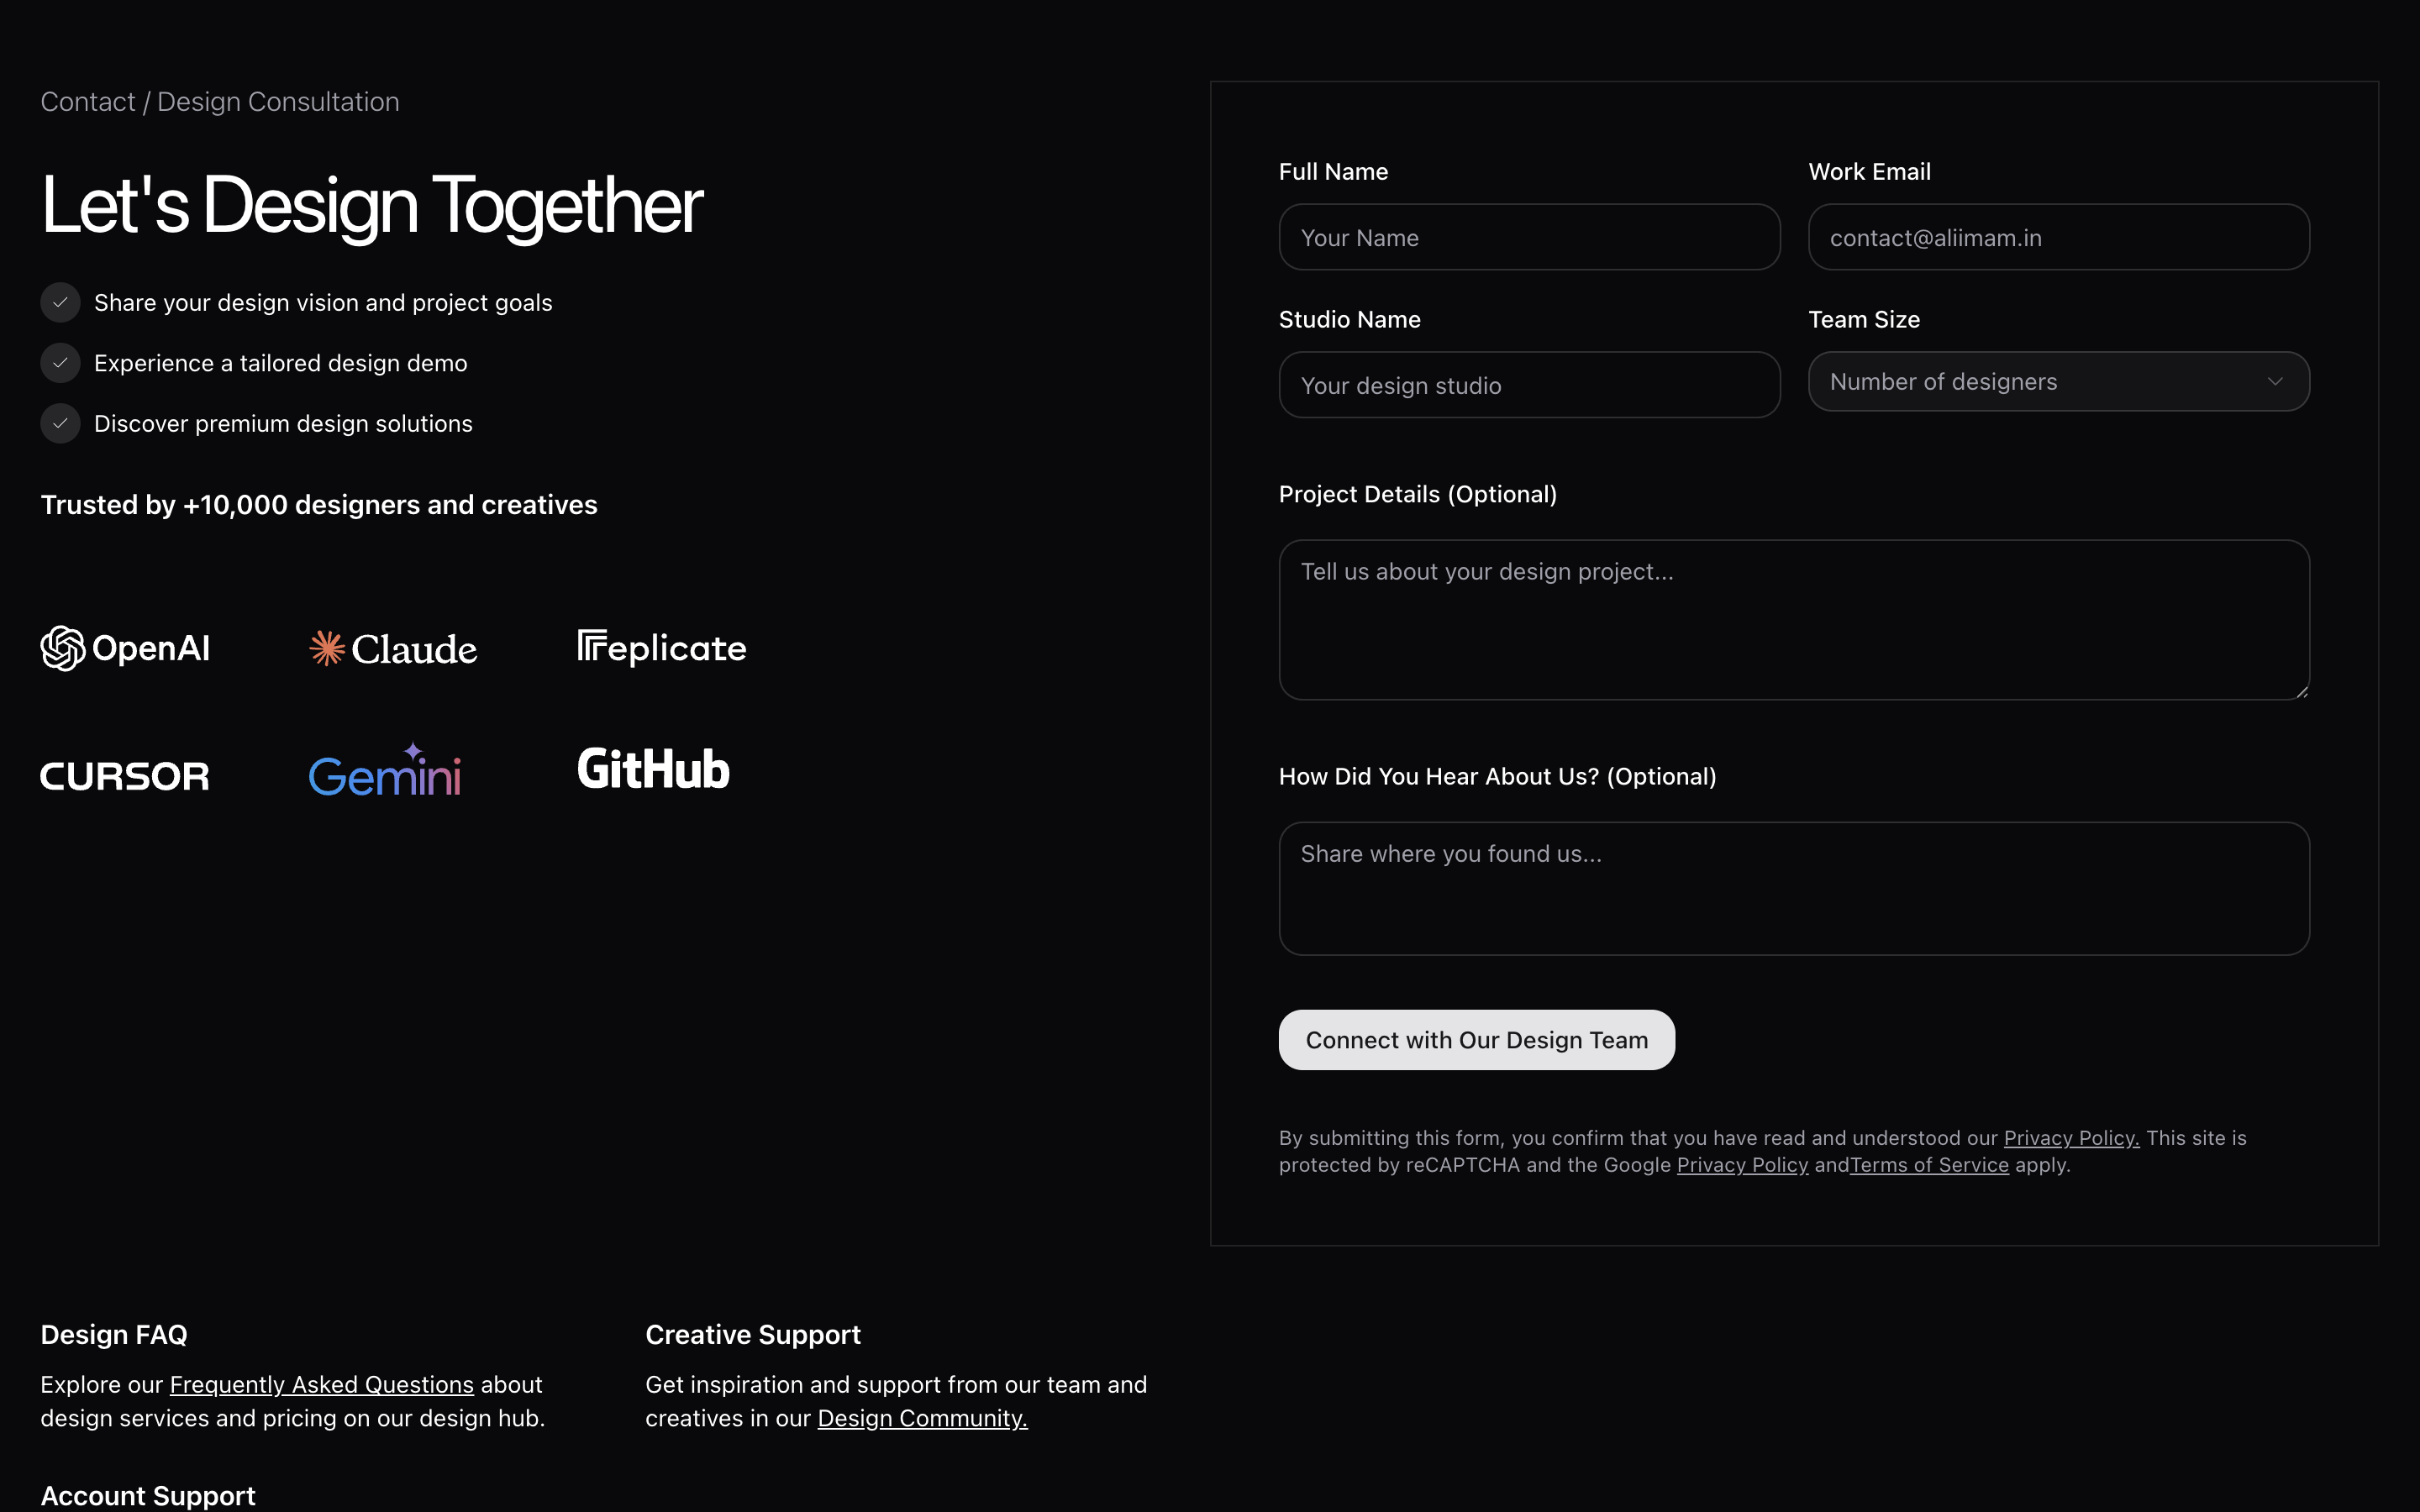 Contact / Design Consultation
Let's Design Together
Share your design vision and project goals
Experience a tailored design demo
Discover premium design solutions
Trusted by +10,000 designers and creatives
OpenAI
Claude
Replicate
CURSOR
Gemini
GitHub
Full Name
Your Name
Work Email
contact@aliimam.in
Studio Name
Your design studio
Team Size
Number of designers
Project Details (Optional)
Tell us about your design project...
How Did You Hear About Us? (Optional)
Share where you found us...
Connect with Our Design Team
By submitting this form, you confirm that you have read and understood our Privacy Policy. This site is
protected by reCAPTCHA and the Google Privacy Policy andTerms of Service apply.
Design FAQ
Explore our Frequently Asked Questions about
design services and pricing on our design hub.
Creative Support
Get inspiration and support from our team and
creatives in our Design Community.
Account Support